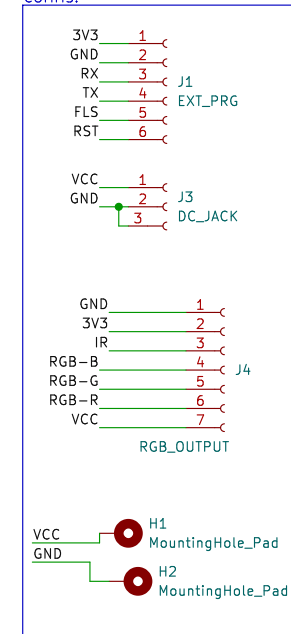 3V3 1
GND 2
RX 3 J1
TX 4 EXT_PRG
FLS 5
RST 6
VCC 1
GND 2 J3
3 DC_JACK
GND 1
3V3 2
IR 3
RGB-B 4 J4
RGB-G 5
RGB-R 6
VCC 7
RGB_OUTPUT
H1
VCC MountingHole_Pad
GND H2
MountingHole_Pad